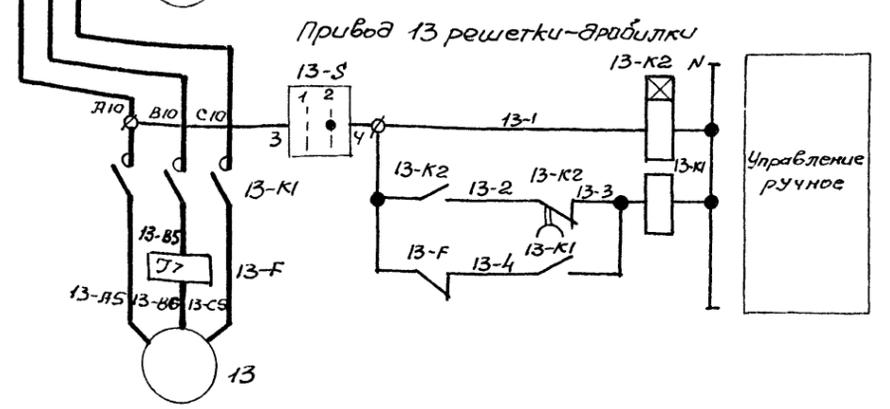 Привод 13 решетки-дробилки
13-S
1 2
3
4
А10
В10
С10
13-1
13-К2
N
13-К1
13-К2
13-2
13-К2
13-3
13-К1
13-F
13-4
13-К1
13-В5
J>
13-F
13-А5
13-В6
13-С5
13
Управление
ручное